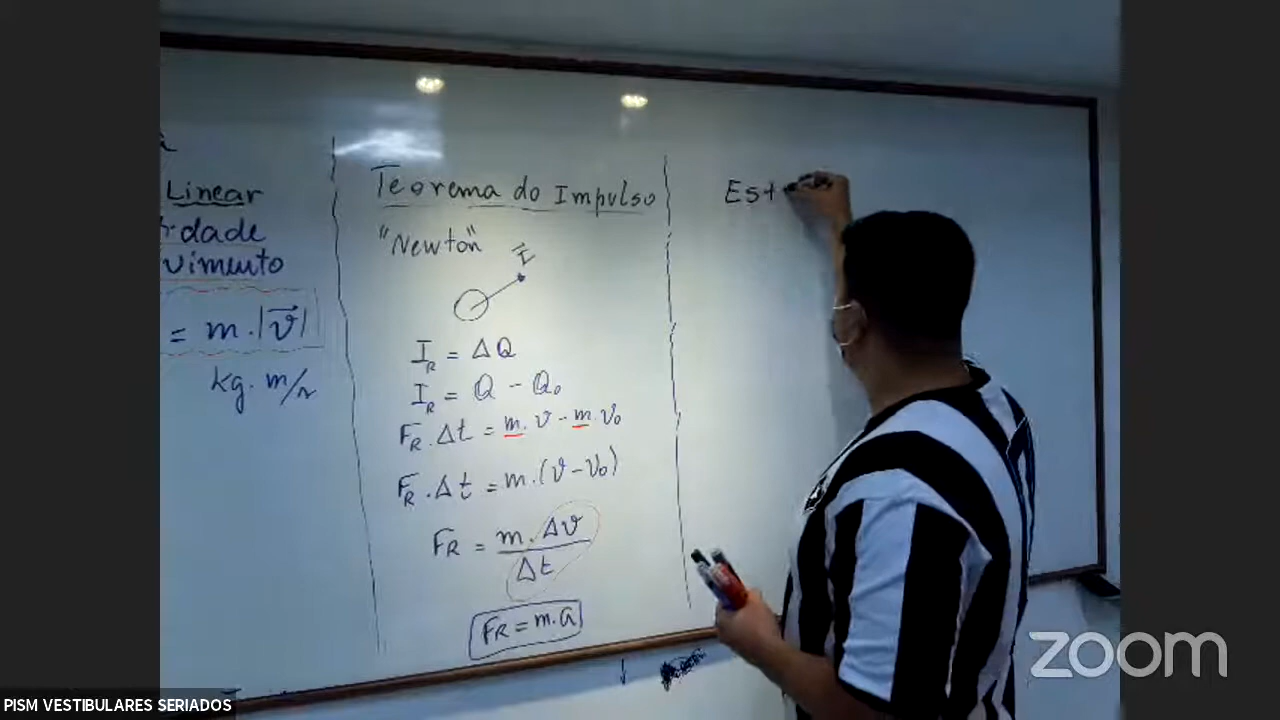 Linear
vimento
= m.|v⃗|
kg. m/s
Teorema do Impulso
"Newton"
I⃗
I_R = ΔQ
I_R = Q - Q₀
F_R . Δt = m. v - m. v₀
F_R . Δt = m.(v - v₀)
F_R = m. Δv / Δt
F_R = m.a
Est
zoom
PISM VESTIBULARES SERIADOS